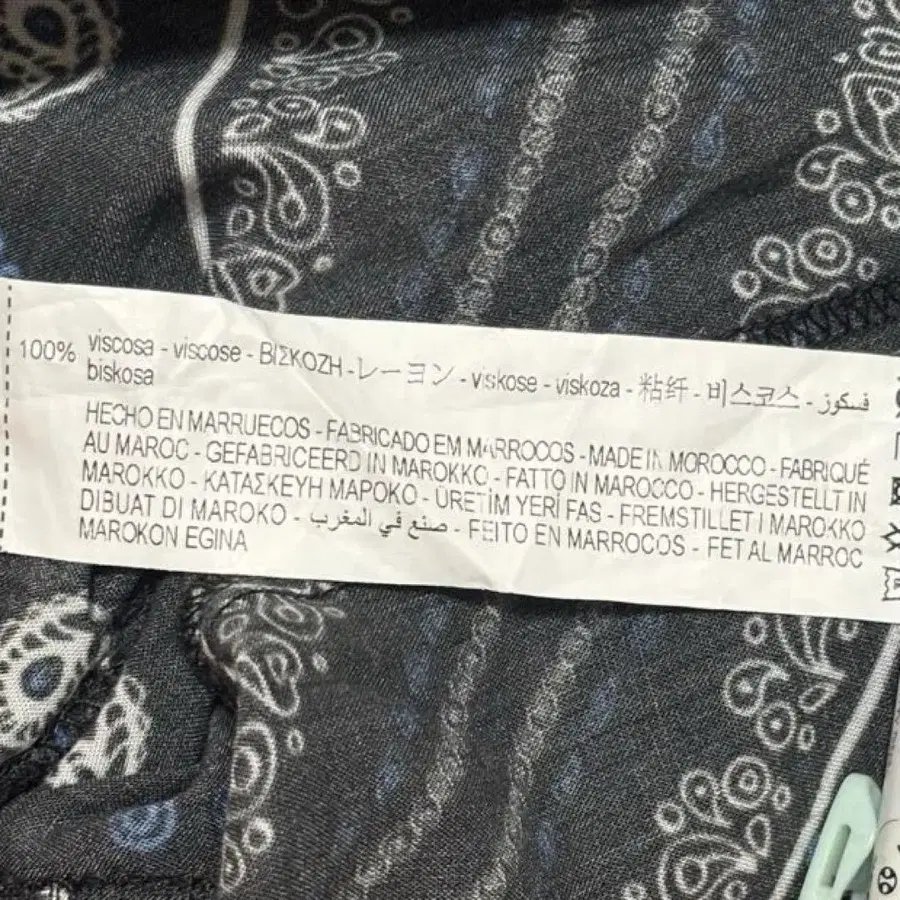 100% viscosa - viscose - ΒΙΣΚΟΖΗ - レーヨン - viskose - viskoza - 粘纤 - 비스코스 - فسكوز
biskosa
HECHO EN MARRUECOS - FABRICADO EM MARROCOS - MADE IN MOROCCO - FABRIQUÉ
AU MAROC - GEFABRICEERD IN MAROKKO - FATTO IN MAROCCO - HERGESTELLT IN
MAROKKO - ΚΑΤΑΣΚΕΥΗ ΜΑΡΟΚΟ - ÜRETİM YERİ FAS - FREMSTILLET I MAROKKO
DIBUAT DI MAROKO - صنع في المغرب - FEITO EN MARROCOS - FET AL MARROC
MAROKON EGINA